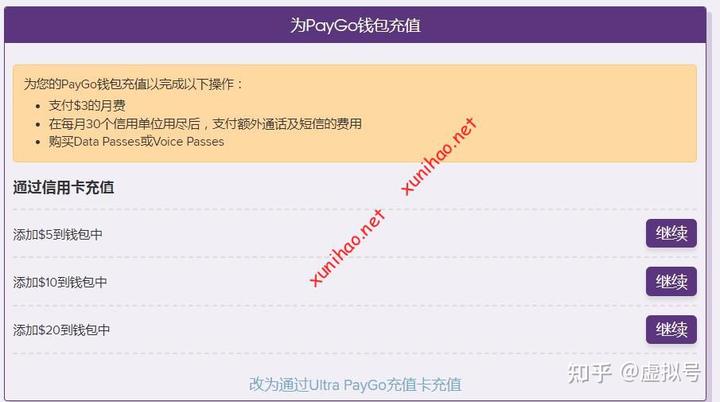 为PayGo钱包充值
为您的PayGo钱包充值以完成以下操作：
• 支付$3的月费
• 在每月30个信用单位用尽后，支付额外通话及短信的费用
• 购买Data Passes或Voice Passes
xunihao.net
通过信用卡充值
xunihao.net
添加$5到钱包中
继续
添加$10到钱包中
继续
添加$20到钱包中
继续
改为通过Ultra PayGo充值卡充值
知乎 @虚拟号